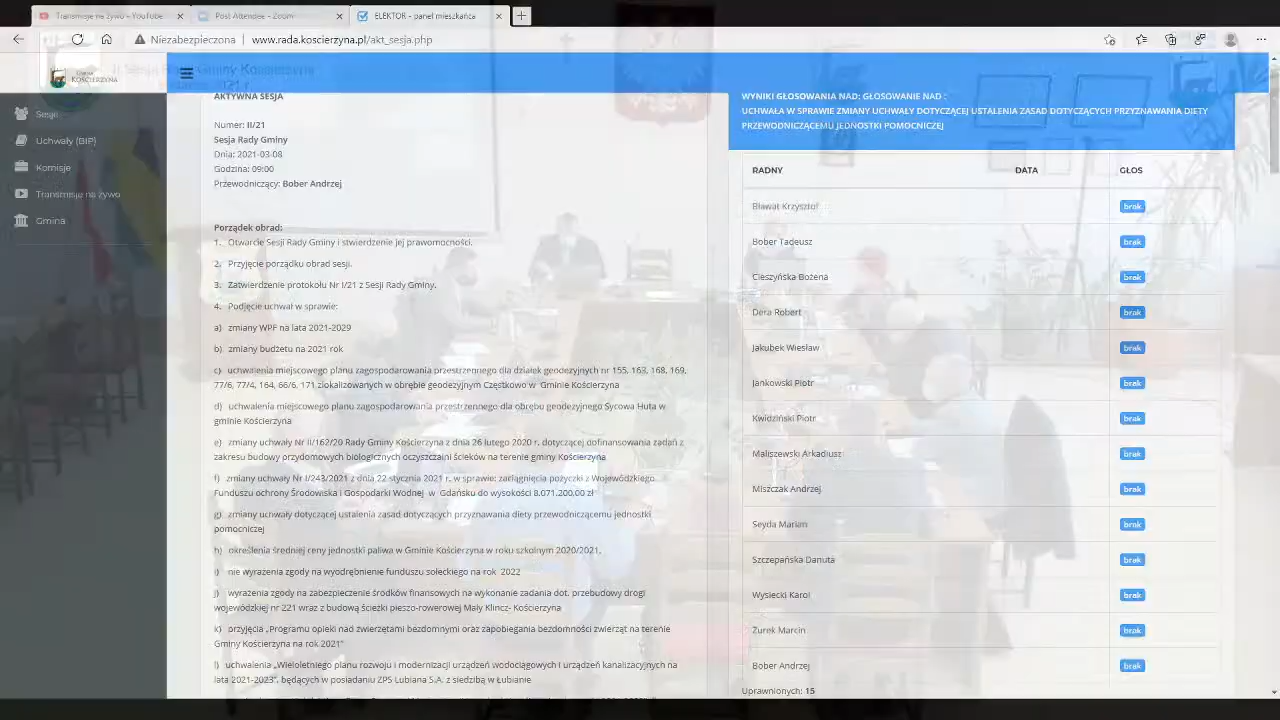 Transmisje na żywo - YouTube
Post Attendee - Zoom
ELEKTOR - panel mieszkańca
Niezabezpieczona
www.rada.koscierzyna.pl/akt_sesja.php
GMINA
KOŚCIERZYNA
II Sesji Rady Gminy Kościerzyna
2021 r.
Sesje
Uchwały (BIP)
Komisje
Transmisje na żywo
Gmina
AKTYWNA SESJA
Numer: II/21
Sesja Rady Gminy
Dnia: 2021-03-08
Godzina: 09:00
Przewodniczący: Bober Andrzej
Porządek obrad:
1. Otwarcie Sesji Rady Gminy i stwierdzenie jej prawomocności.
2. Przyjęcie porządku obrad sesji.
3. Zatwierdzenie protokołu Nr I/21 z Sesji Rady Gminy.
4. Podjęcie uchwał w sprawie:
a) zmiany WPF na lata 2021-2029
b) zmiany budżetu na 2021 rok
c) uchwalenia miejscowego planu zagospodarowania przestrzennego dla działek geodezyjnych nr 155, 163, 168, 169,
77/6, 77/4, 164, 66/6, 171 zlokalizowanych w obrębie geodezyjnym Częstkowo w Gminie Kościerzyna
d) uchwalenia miejscowego planu zagospodarowania przestrzennego dla obrębu geodezyjnego Sycowa Huta w
gminie Kościerzyna
e) zmiany uchwały Nr II/162/20 Rady Gminy Kościerzyna z dnia 26 lutego 2020 r. dotyczącej dofinansowania zadań z
zakresu budowy przydomowych biologicznych oczyszczalni ścieków na terenie gminy Kościerzyna
f) zmiany uchwały Nr I/243/2021 z dnia 22 stycznia 2021 r. w sprawie: zaciągnięcia pożyczki z Wojewódzkiego
Funduszu ochrony Środowiska i Gospodarki Wodnej w Gdańsku do wysokości 8.071.200,00 zł
g) zmiany uchwały dotyczącej ustalenia zasad dotyczących przyznawania diety przewodniczącemu jednostki
pomocniczej
h) określenia średniej ceny jednostki paliwa w Gminie Kościerzyna w roku szkolnym 2020/2021,
i) nie wyrażenia zgody na wyodrębnienie funduszu sołeckiego na rok 2022
j) wyrażenia zgody na zabezpieczenie środków finansowych na wykonanie zadania dot. przebudowy drogi
wojewódzkiej nr 221 wraz z budową ścieżki pieszo-rowerowej Mały Klincz- Kościerzyna
k) przyjęcia „Programu opieki nad zwierzętami bezdomnymi oraz zapobiegania bezdomności zwierząt na terenie
Gminy Kościerzyna na rok 2021"
l) uchwalenia „Wieloletniego planu rozwoju i modernizacji urządzeń wodociągowych i urządzeń kanalizacyjnych na
lata 2021-2023", będących w posiadaniu ZPS Lubiana S.A. z siedzibą w Łubianie
WYNIKI GŁOSOWANIA NAD: GŁOSOWANIE NAD :
UCHWAŁA W SPRAWIE ZMIANY UCHWAŁY DOTYCZĄCEJ USTALENIA ZASAD DOTYCZĄCYCH PRZYZNAWANIA DIETY
PRZEWODNICZĄCEMU JEDNOSTKI POMOCNICZEJ
RADNY DATA GŁOS
Bławat Krzysztof brak
Bober Tadeusz brak
Cieszyńska Bożena brak
Dera Robert brak
Jakubek Wiesław brak
Jankowski Piotr brak
Kwidziński Piotr brak
Maliszewski Arkadiusz brak
Miszczak Andrzej brak
Seyda Marian brak
Szczepańska Danuta brak
Wysiecki Karol brak
Żurek Marcin brak
Bober Andrzej brak
Uprawnionych: 15